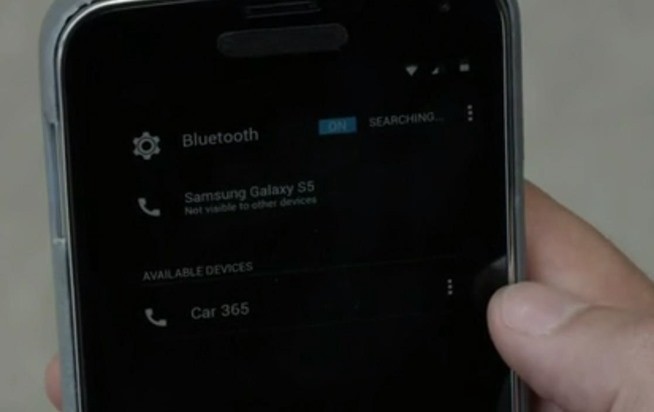 Bluetooth ON SEARCHING...
Samsung Galaxy S5
Not visible to other devices
AVAILABLE DEVICES
Car 365